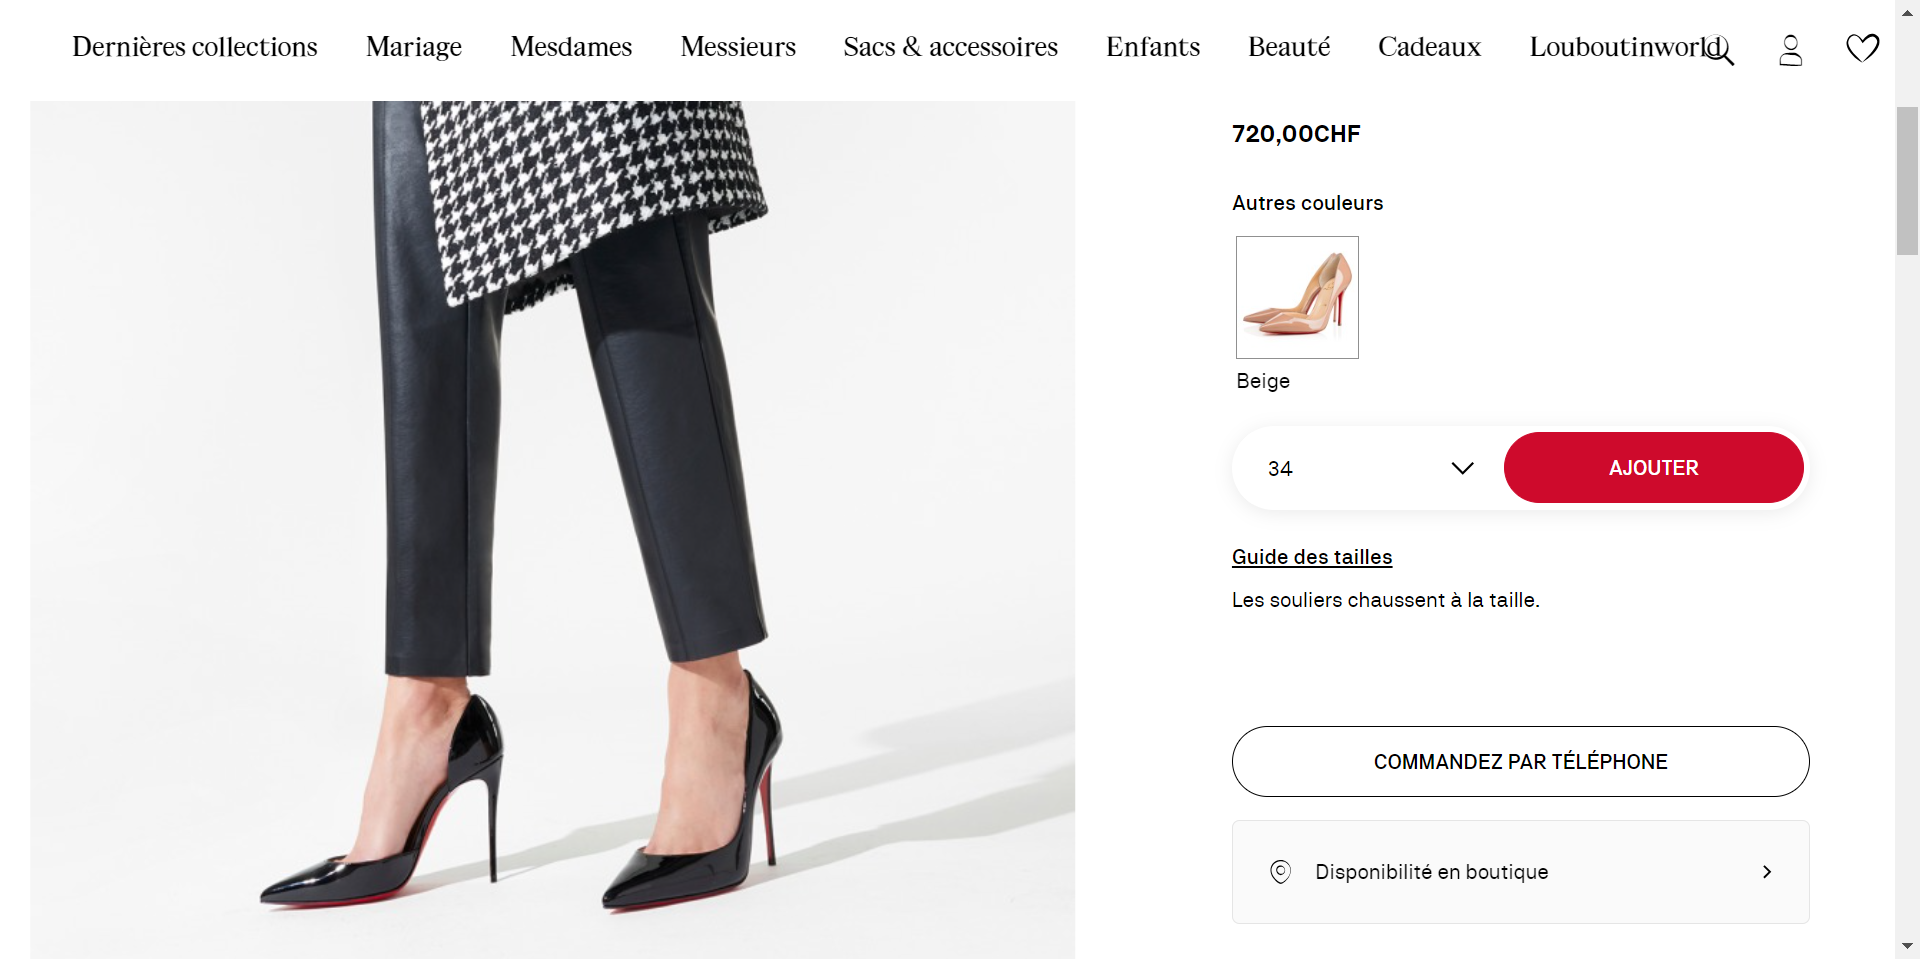 Dernières collections Mariage Mesdames Messieurs Sacs & accessoires Enfants Beauté Cadeaux Louboutinworld
720,00CHF
Autres couleurs
Beige
34 AJOUTER
Guide des tailles
Les souliers chaussent à la taille.
COMMANDEZ PAR TÉLÉPHONE
Disponibilité en boutique